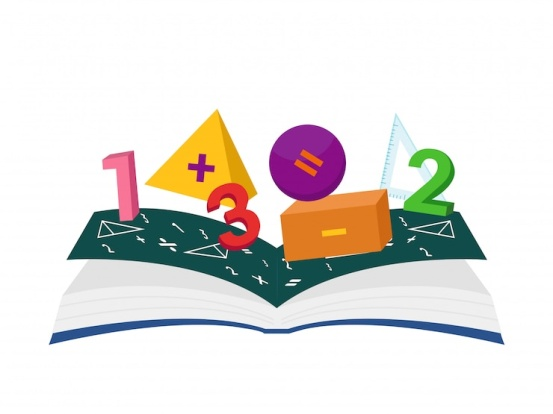 1 + = 2
3 -